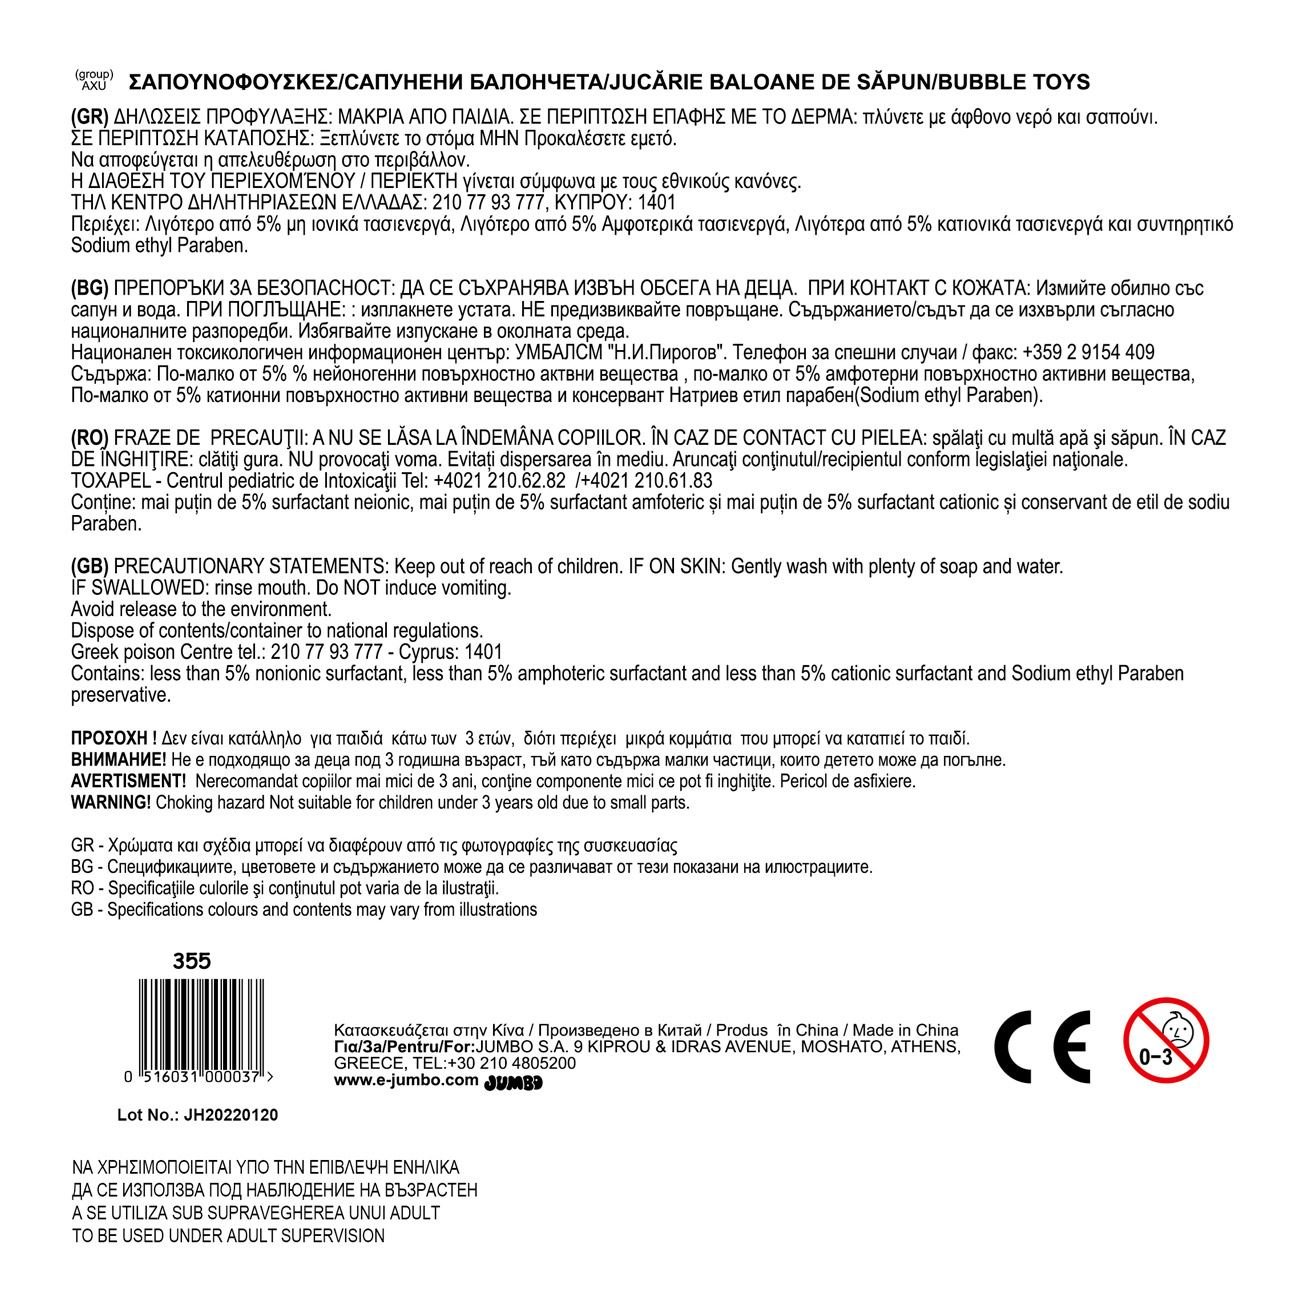 (group)
AXU
ΣΑΠΟΥΝΟΦΟΥΣΚΕΣ/САПУНЕНИ БАЛОНЧЕТА/JUCĂRIE BALOANE DE SĂPUN/BUBBLE TOYS
(GR) ΔΗΛΩΣΕΙΣ ΠΡΟΦΥΛΑΞΗΣ: ΜΑΚΡΙΑ ΑΠΟ ΠΑΙΔΙΑ. ΣΕ ΠΕΡΙΠΤΩΣΗ ΕΠΑΦΗΣ ΜΕ ΤΟ ΔΕΡΜΑ: πλύνετε με άφθονο νερό και σαπούνι.
ΣΕ ΠΕΡΙΠΤΩΣΗ ΚΑΤΑΠΟΣΗΣ: Ξεπλύνετε το στόμα ΜΗΝ Προκαλέσετε εμετό.
Να αποφεύγεται η απελευθέρωση στο περιβάλλον.
Η ΔΙΑΘΕΣΗ ΤΟΥ ΠΕΡΙΕΧΟΜΈΝΟΥ / ΠΕΡΙΕΚΤΗ γίνεται σύμφωνα με τους εθνικούς κανόνες.
ΤΗΛ ΚΕΝΤΡΟ ΔΗΛΗΤΗΡΙΑΣΕΩΝ ΕΛΛΑΔΑΣ: 210 77 93 777, ΚΥΠΡΟΥ: 1401
Περιέχει: Λιγότερο από 5% μη ιονικά τασιενεργά, Λιγότερο από 5% Αμφοτερικά τασιενεργά, Λιγότερα από 5% κατιονικά τασιενεργά και συντηρητικό
Sodium ethyl Paraben.
(BG) ПРЕПОРЪКИ ЗА БЕЗОПАСНОСТ: ДА СЕ СЪХРАНЯВА ИЗВЪН ОБСЕГА НА ДЕЦА. ПРИ КОНТАКТ С КОЖАТА: Измийте обилно със
сапун и вода. ПРИ ПОГЛЪЩАНЕ: : изплакнете устата. НЕ предизвиквайте повръщане. Съдържанието/съдът да се изхвърли съгласно
националните разпоредби. Избягвайте изпускане в околната среда.
Национален токсикологичен информационен център: УМБАЛСМ "Н.И.Пирогов". Телефон за спешни случаи / факс: +359 2 9154 409
Съдържа: По-малко от 5% % нейоногенни повърхностно актвни вещества , по-малко от 5% амфотерни повърхностно активни вещества,
По-малко от 5% катионни повърхностно активни вещества и консервант Натриев етил парабен(Sodium ethyl Paraben).
(RO) FRAZE DE PRECAUŢII: A NU SE LĂSA LA ÎNDEMÂNA COPIILOR. ÎN CAZ DE CONTACT CU PIELEA: spălaţi cu multă apă şi săpun. ÎN CAZ
DE ÎNGHIŢIRE: clătiţi gura. NU provocaţi voma. Evitați dispersarea în mediu. Aruncaţi conţinutul/recipientul conform legislaţiei naţionale.
TOXAPEL - Centrul pediatric de Intoxicaţii Tel: +4021 210.62.82 /+4021 210.61.83
Conține: mai puțin de 5% surfactant neionic, mai puțin de 5% surfactant amfoteric și mai puțin de 5% surfactant cationic și conservant de etil de sodiu
Paraben.
(GB) PRECAUTIONARY STATEMENTS: Keep out of reach of children. IF ON SKIN: Gently wash with plenty of soap and water.
IF SWALLOWED: rinse mouth. Do NOT induce vomiting.
Avoid release to the environment.
Dispose of contents/container to national regulations.
Greek poison Centre tel.: 210 77 93 777 - Cyprus: 1401
Contains: less than 5% nonionic surfactant, less than 5% amphoteric surfactant and less than 5% cationic surfactant and Sodium ethyl Paraben
preservative.
ΠΡΟΣΟΧΗ ! Δεν είναι κατάλληλο για παιδιά κάτω των 3 ετών, διότι περιέχει μικρά κομμάτια που μπορεί να καταπιεί το παιδί.
ВНИМАНИЕ! Не е подходящо за деца под 3 годишна възраст, тъй като съдържа малки частици, които детето може да погълне.
AVERTISMENT! Nerecomandat copiilor mai mici de 3 ani, conţine componente mici ce pot fi inghiţite. Pericol de asfixiere.
WARNING! Choking hazard Not suitable for children under 3 years old due to small parts.
GR - Χρώματα και σχέδια μπορεί να διαφέρουν από τις φωτογραφίες της συσκευασίας
BG - Спецификациите, цветовете и съдържанието може да се различават от тези показани на илюстрациите.
RO - Specificaţiile culorile şi conţinutul pot varia de la ilustraţii.
GB - Specifications colours and contents may vary from illustrations
355
0 516031 000037 >
Lot No.: JH20220120
Κατασκευάζεται στην Κίνα / Произведено в Китай / Produs în China / Made in China
Για/За/Pentru/For:JUMBO S.A. 9 KIPROU & IDRAS AVENUE, MOSHATO, ATHENS,
GREECE, TEL:+30 210 4805200
www.e-jumbo.com JUMBO
CE
0–3
ΝΑ ΧΡΗΣΙΜΟΠΟΙΕΙΤΑΙ ΥΠΟ ΤΗΝ ΕΠΙΒΛΕΨΗ ΕΝΗΛΙΚΑ
ДА СЕ ИЗПОЛЗВА ПОД НАБЛЮДЕНИЕ НА ВЪЗРАСТЕН
A SE UTILIZA SUB SUPRAVEGHEREA UNUI ADULT
TO BE USED UNDER ADULT SUPERVISION